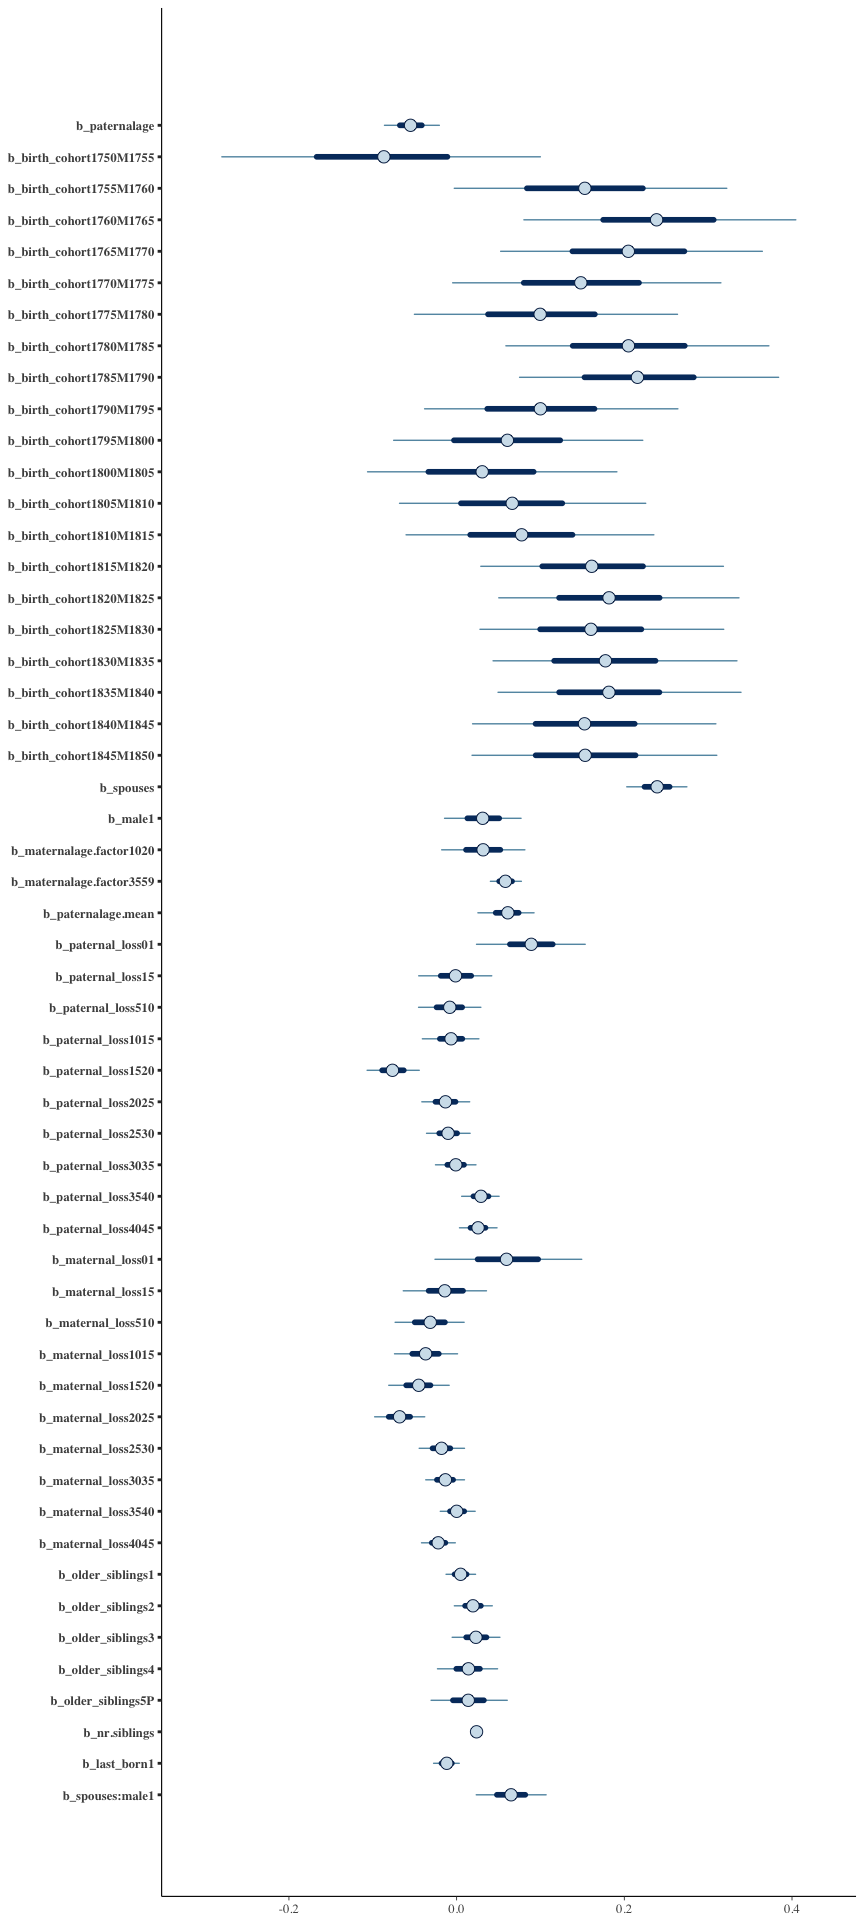 b_paternalage
b_birth_cohort1750M1755
b_birth_cohort1755M1760
b_birth_cohort1760M1765
b_birth_cohort1765M1770
b_birth_cohort1770M1775
b_birth_cohort1775M1780
b_birth_cohort1780M1785
b_birth_cohort1785M1790
b_birth_cohort1790M1795
b_birth_cohort1795M1800
b_birth_cohort1800M1805
b_birth_cohort1805M1810
b_birth_cohort1810M1815
b_birth_cohort1815M1820
b_birth_cohort1820M1825
b_birth_cohort1825M1830
b_birth_cohort1830M1835
b_birth_cohort1835M1840
b_birth_cohort1840M1845
b_birth_cohort1845M1850
b_spouses
b_male1
b_maternalage.factor1020
b_maternalage.factor3559
b_paternalage.mean
b_paternal_loss01
b_paternal_loss15
b_paternal_loss510
b_paternal_loss1015
b_paternal_loss1520
b_paternal_loss2025
b_paternal_loss2530
b_paternal_loss3035
b_paternal_loss3540
b_paternal_loss4045
b_maternal_loss01
b_maternal_loss15
b_maternal_loss510
b_maternal_loss1015
b_maternal_loss1520
b_maternal_loss2025
b_maternal_loss2530
b_maternal_loss3035
b_maternal_loss3540
b_maternal_loss4045
b_older_siblings1
b_older_siblings2
b_older_siblings3
b_older_siblings4
b_older_siblings5P
b_nr.siblings
b_last_born1
b_spouses:male1
-0.2 0.0 0.2 0.4